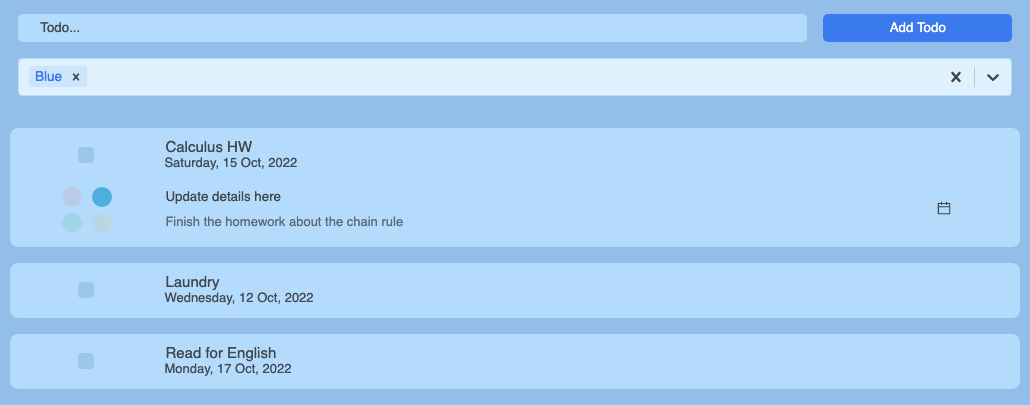 Todo...
Add Todo
Blue
Calculus HW
Saturday, 15 Oct, 2022
Update details here
Finish the homework about the chain rule
Laundry
Wednesday, 12 Oct, 2022
Read for English
Monday, 17 Oct, 2022